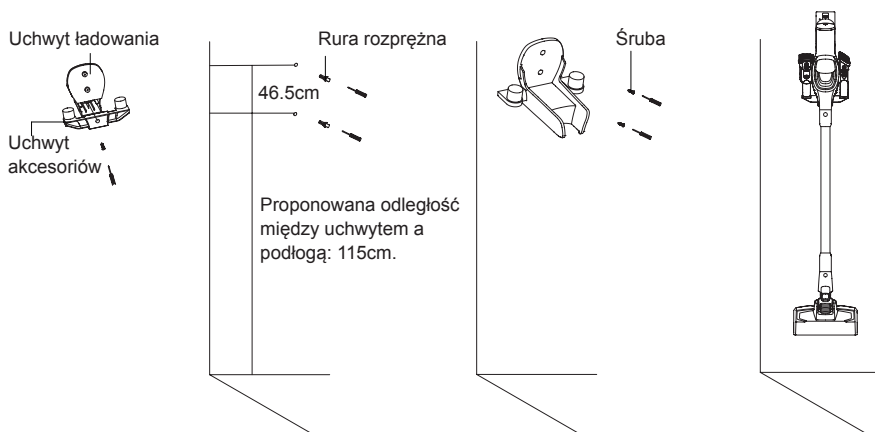 Uchwyt ładowania
Uchwyt
akcesoriów
Rura rozprężna
46.5cm
Proponowana odległość
między uchwytem a
podłogą: 115cm.
Śruba